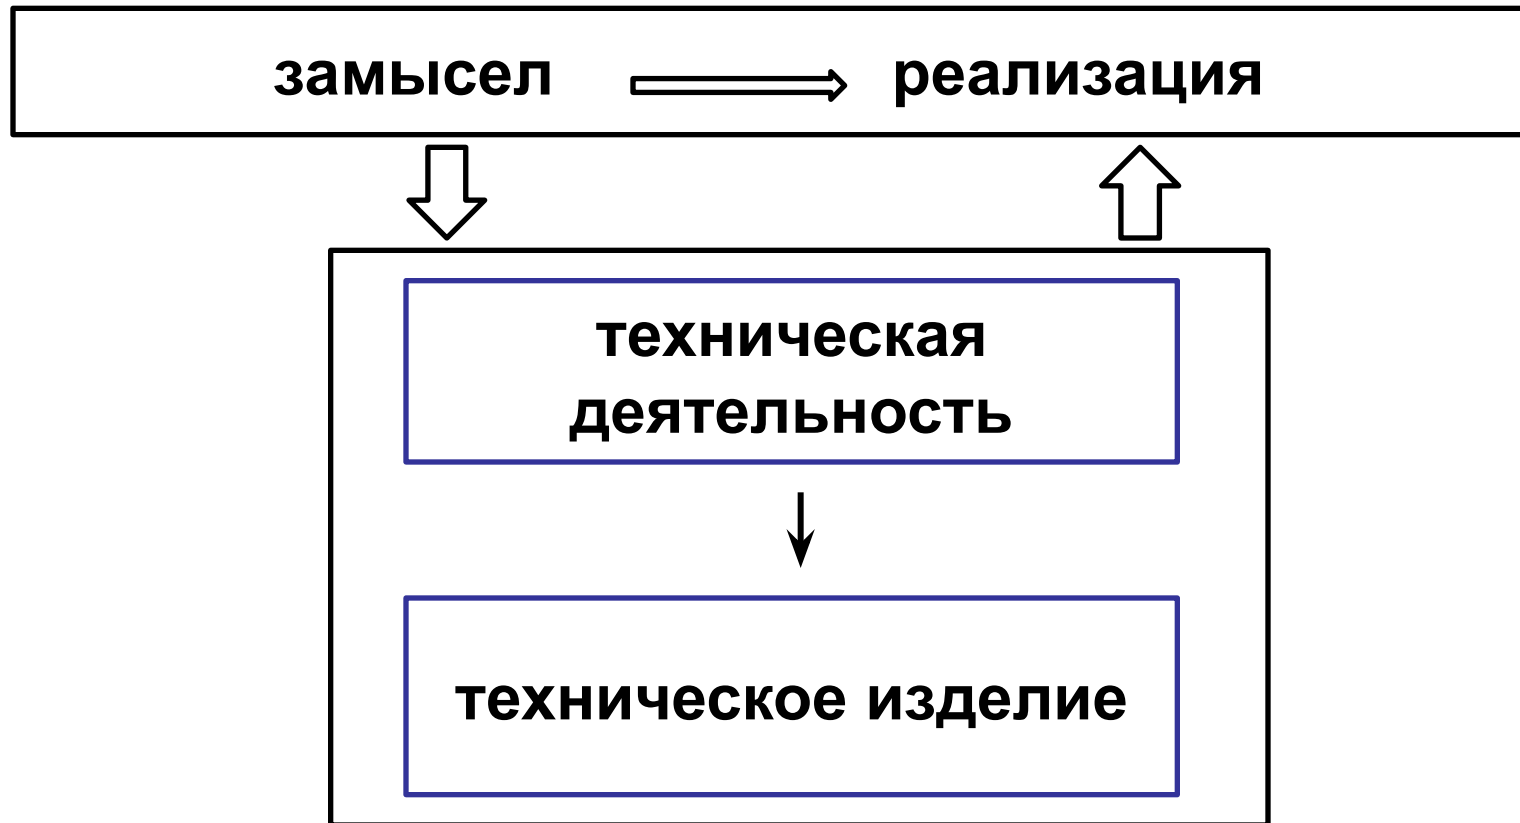 замысел реализация
техническая
деятельность
техническое изделие